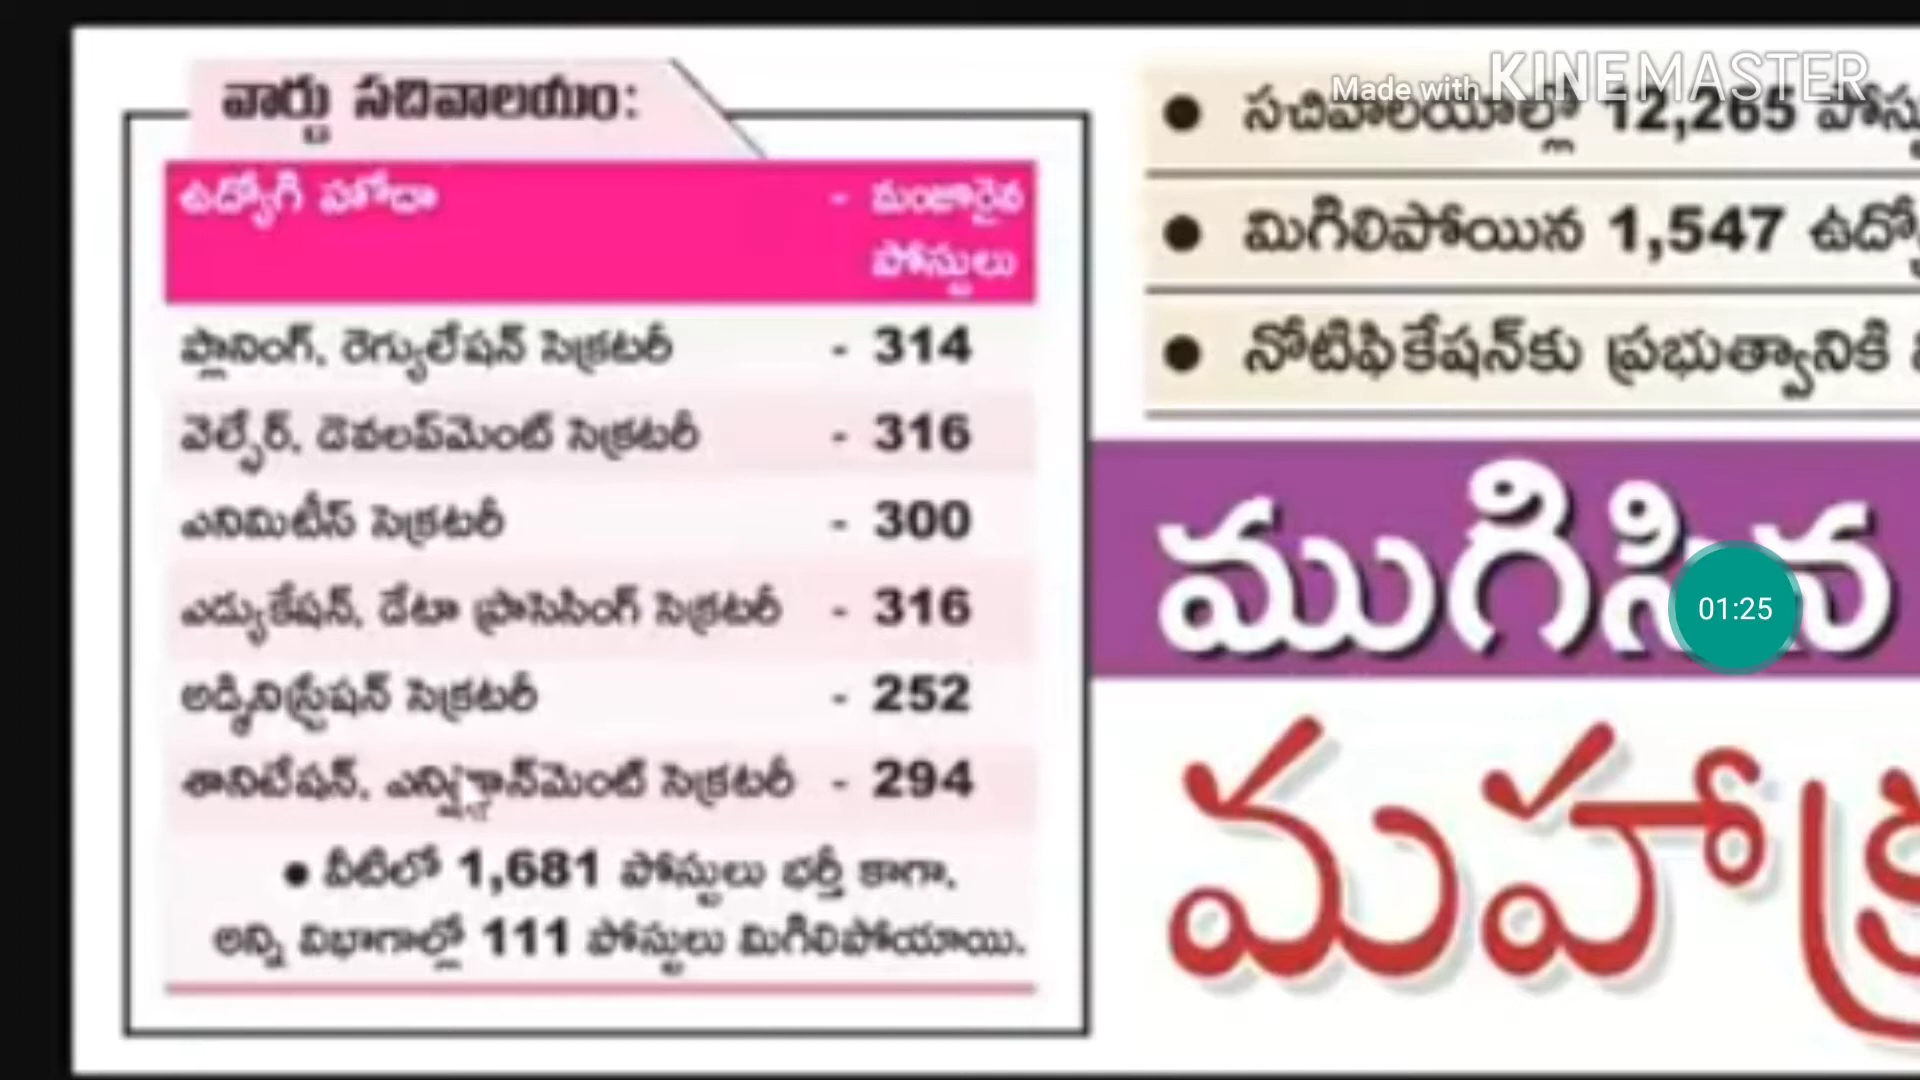 వార్డు సచివాలయం:
ఉద్యోగి హోదా - మంజూరైన
పోస్టులు
ప్లానింగ్, రెగ్యులేషన్ సెక్రటరీ - 314
వెల్ఫేర్, డెవలప్‌మెంట్ సెక్రటరీ - 316
ఎనిమిటీస్ సెక్రటరీ - 300
ఎడ్యుకేషన్, డేటా ప్రాసెసింగ్ సెక్రటరీ - 316
అడ్మినిస్ట్రేషన్ సెక్రటరీ - 252
శానిటేషన్, సెక్రటరీ - 294
• వీటిలో 1,681 పోస్టులు భర్తీ కాగా,
అన్ని విభాగాల్లో 111 పోస్టులు మిగిలిపోయాయి.
Made with KINEMASTER
• సచివాలయాల్లో 12,265
• మిగిలిపోయిన 1,547
• నోటిఫికేషన్‌కు ప్రభుత్వానికి
ముగిసిన
01:25